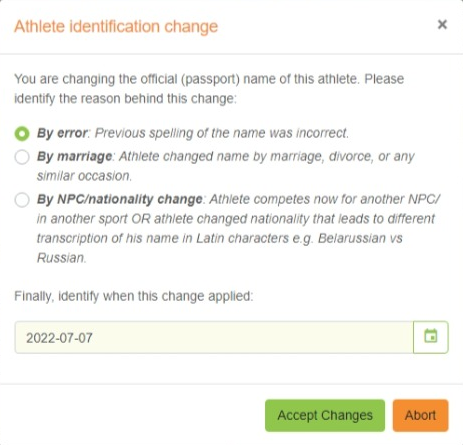 Athlete identification change
×
You are changing the official (passport) name of this athlete. Please
identify the reason behind this change:
By error: Previous spelling of the name was incorrect.
By marriage: Athlete changed name by marriage, divorce, or any
similar occasion.
By NPC/nationality change: Athlete competes now for another NPC/
in another sport OR athlete changed nationality that leads to different
transcription of his name in Latin characters e.g. Belarussian vs
Russian.
Finally, identify when this change applied:
2022-07-07
Accept Changes
Abort